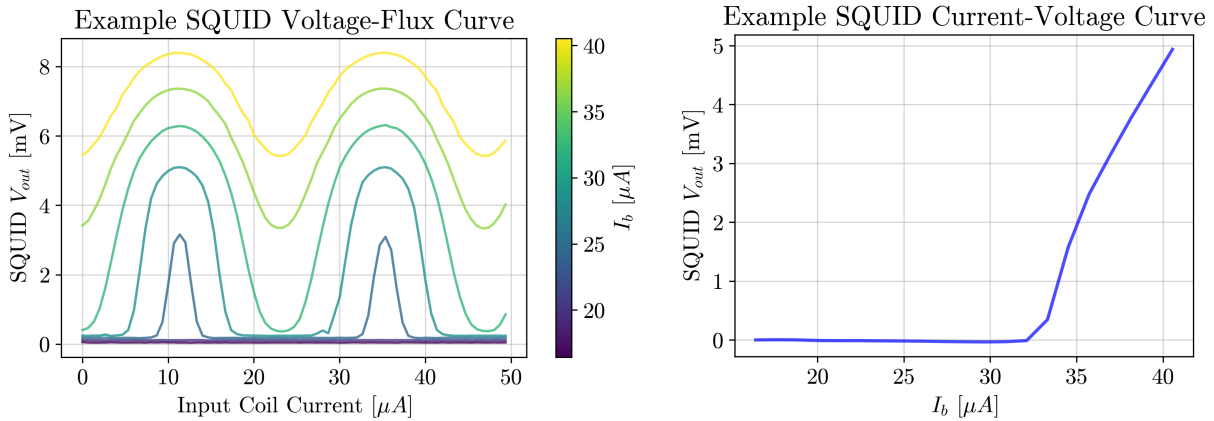 Example SQUID Voltage-Flux Curve
SQUID V_out [mV]
8
6
4
2
0
0 10 20 30 40 50
Input Coil Current [μA]
40
35
30
25
20
I_b [μA]
Example SQUID Current-Voltage Curve
SQUID V_out [mV]
5
4
3
2
1
0
20 25 30 35 40
I_b [μA]